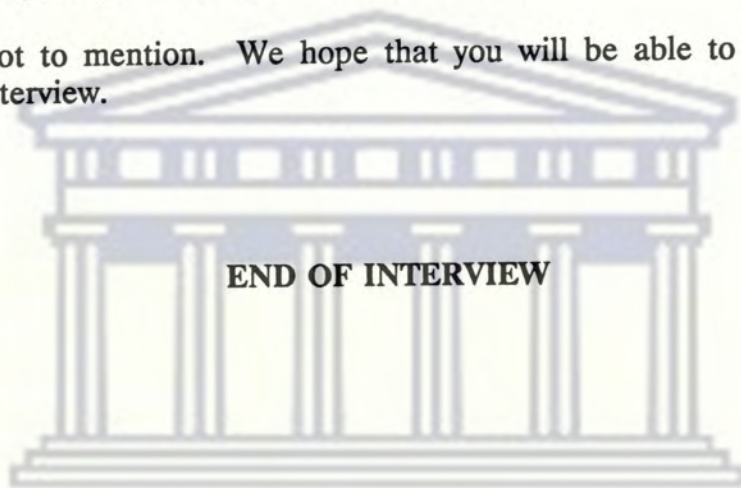 ot to mention. We hope that you will be able to
terview.
END OF INTERVIEW